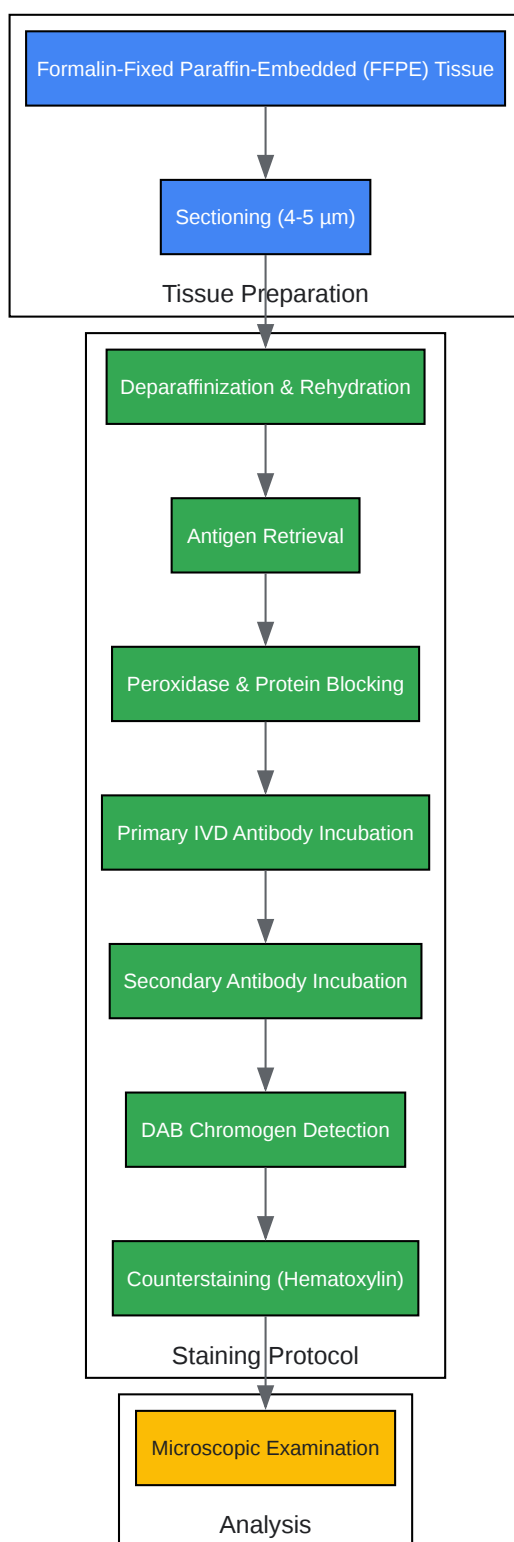 Formalin-Fixed Paraffin-Embedded (FFPE) Tissue
Sectioning (4-5 µm)
Tissue Preparation
Deparaffinization & Rehydration
Antigen Retrieval
Peroxidase & Protein Blocking
Primary IVD Antibody Incubation
Secondary Antibody Incubation
DAB Chromogen Detection
Counterstaining (Hematoxylin)
Staining Protocol
Microscopic Examination
Analysis